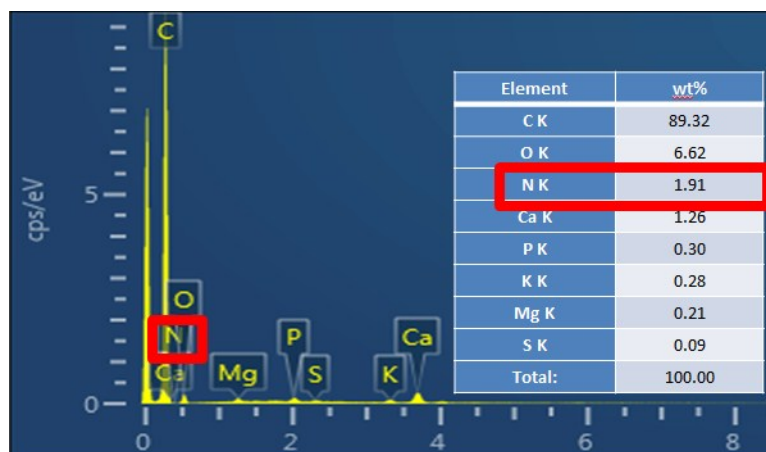 C
Element wt%
C K 89.32
O K 6.62
N K 1.91
Ca K 1.26
P K 0.30
K K 0.28
Mg K 0.21
S K 0.09
Total: 100.00
cps/eV
5
O
N
P
Ca
Ca
Mg
S
K
0
0 2 4 6 8